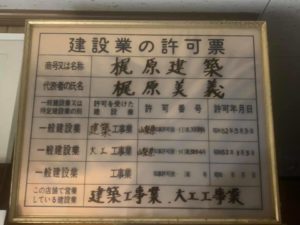 建設業の許可票
商号又は名称 梶原建築
代表者の氏名 梶原美義
一般建設業又は特定建設業の別 許可を受けた建設業 許可番号 許可年月日
一般建設業 建築工事業
一般建設業 大工工事業
一般建設業 工事業
この店舗で営業している建設業 建築工事業、大工工事業